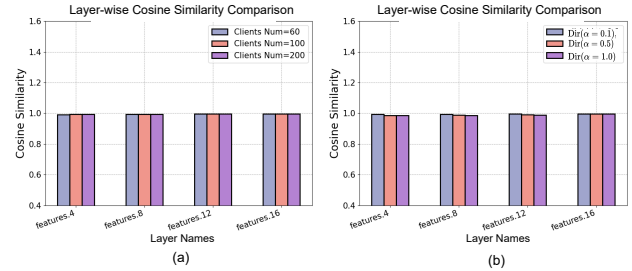 Layer-wise Cosine Similarity Comparison
1.6
1.4
1.2
1.0
0.8
0.6
0.4
Cosine Similarity
Clients Num=60
Clients Num=100
Clients Num=200
features.4
features.8
features.12
features.16
Layer Names
(a)
Layer-wise Cosine Similarity Comparison
1.6
1.4
1.2
1.0
0.8
0.6
0.4
Cosine Similarity
Dir(α = 0.1),
Dir(α = 0.5)
Dir(α = 1.0)
features.4
features.8
features.12
features.16
Layer Names
(b)